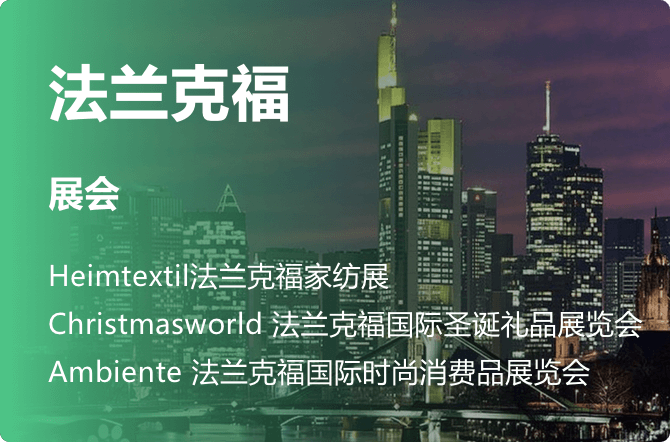 法兰克福
展会
Heimtextil法兰克福家纺展
Christmasworld 法兰克福国际圣诞礼品展览会
Ambiente 法兰克福国际时尚消费品展览会